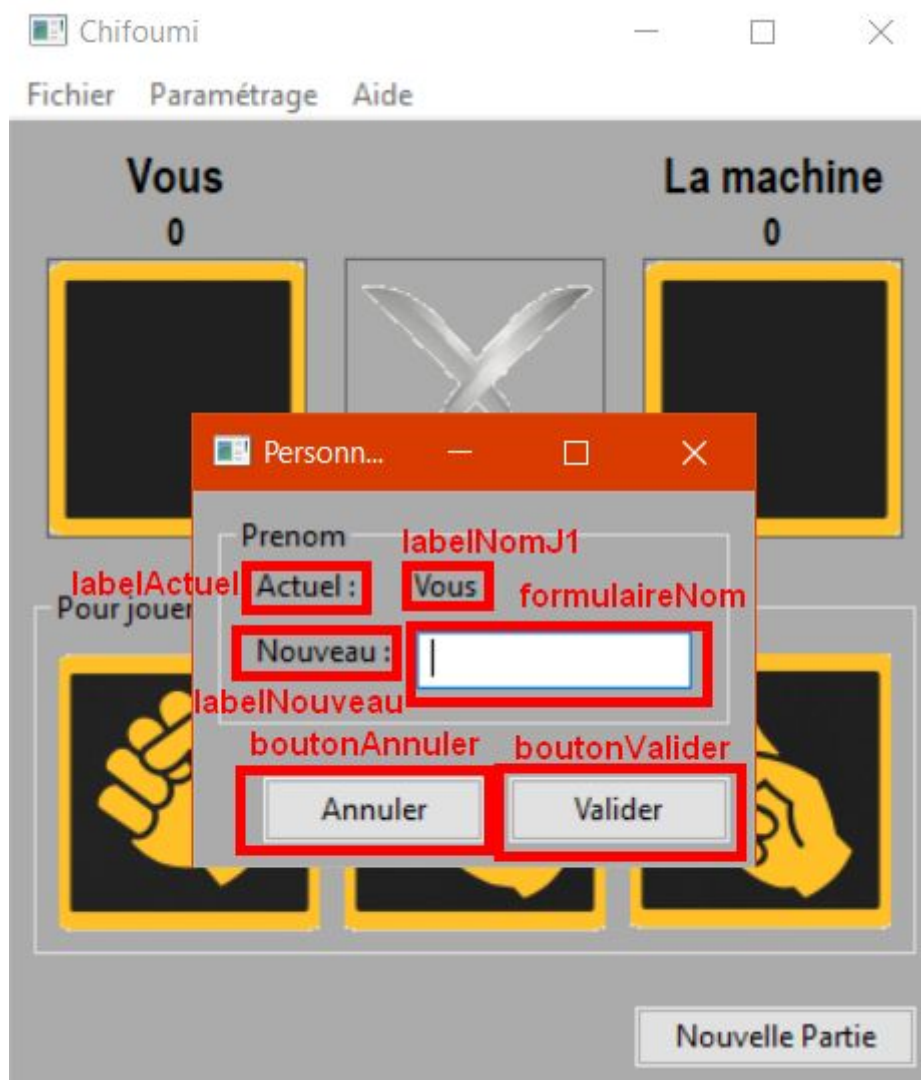 Chifoumi
Fichier Paramétrage Aide
Vous
0
La machine
0
Personn...
Prenom
labelNomJ1
labelActuel
Actuel :
Vous
formulaireNom
Pour jouer
Nouveau :
labelNouveau
boutonAnnuler
boutonValider
Annuler
Valider
Nouvelle Partie